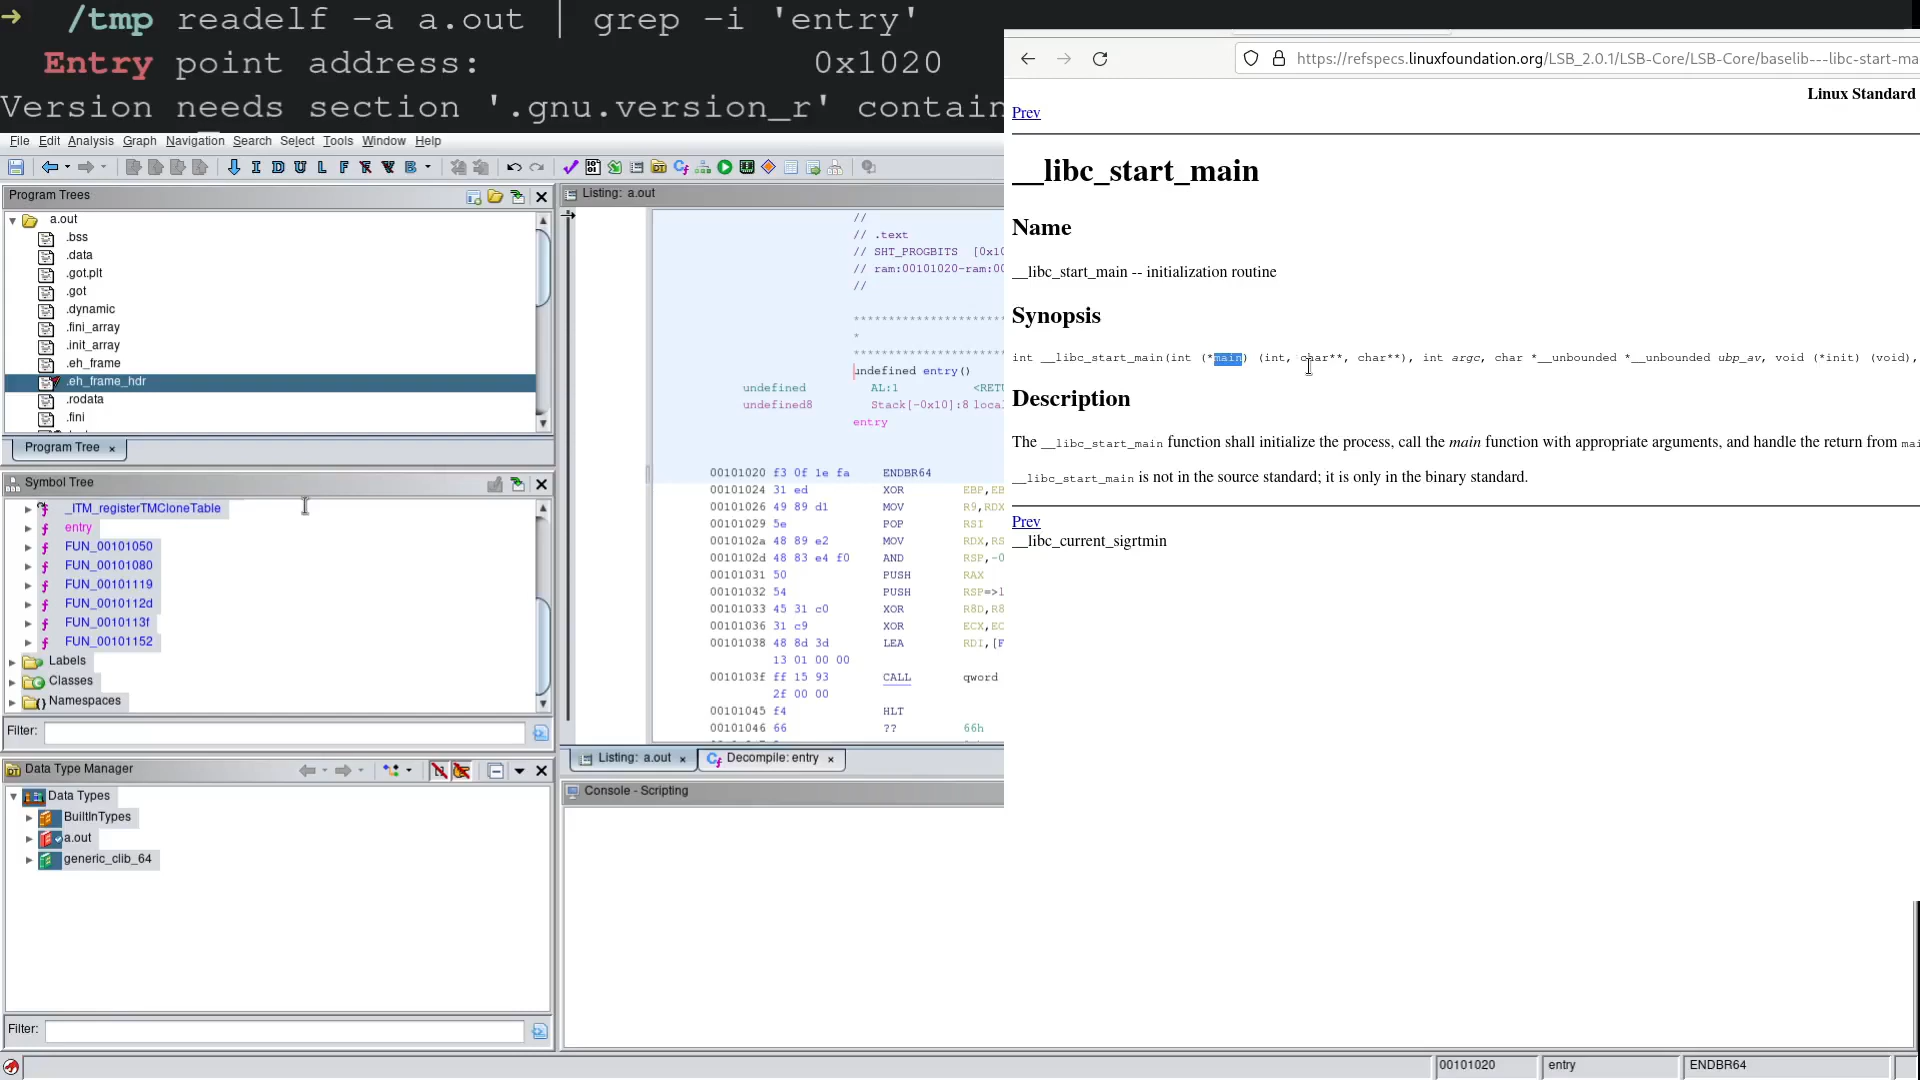 ➜  /tmp readelf -a a.out | grep -i 'entry'
Entry point address: 0x1020
Version needs section '.gnu.version_r' contain
File Edit Analysis Graph Navigation Search Select Tools Window Help
I D U L F B
Program Trees
a.out
.bss
.data
.got.plt
.got
.dynamic
.fini_array
.init_array
.eh_frame
.eh_frame_hdr
.rodata
.fini
Program Tree ×
Symbol Tree
_ITM_registerTMCloneTable
entry
FUN_00101050
FUN_00101080
FUN_00101119
FUN_0010112d
FUN_0010113f
FUN_00101152
Labels
Classes
Namespaces
Filter:
Data Type Manager
Data Types
BuiltInTypes
a.out
generic_clib_64
Filter:
Listing: a.out
//
// .text
// SHT_PROGBITS [0x10
// ram:00101020-ram:00
//
***********************
*
***********************
undefined entry()
undefined AL:1 <RETU
undefined8 Stack[-0x10]:8 loca
entry
00101020 f3 0f 1e fa ENDBR64
00101024 31 ed XOR EBP,EB
00101026 49 89 d1 MOV R9,RDX
00101029 5e POP RSI
0010102a 48 89 e2 MOV RDX,RS
0010102d 48 83 e4 f0 AND RSP,-0
00101031 50 PUSH RAX
00101032 54 PUSH RSP=>l
00101033 45 31 c0 XOR R8D,R8
00101036 31 c9 XOR ECX,EC
00101038 48 8d 3d LEA RDI,[F
13 01 00 00
0010103f ff 15 93 CALL qword
2f 00 00
00101045 f4 HLT
00101046 66 ?? 66h
Listing: a.out × Decompile: entry ×
Console - Scripting
https://refspecs.linuxfoundation.org/LSB_2.0.1/LSB-Core/LSB-Core/baselib---libc-start-ma
Linux Standard
Prev
__libc_start_main
Name
__libc_start_main -- initialization routine
Synopsis
int __libc_start_main(int (*main) (int, char**, char**), int argc, char *__unbounded *__unbounded ubp_av, void (*init) (void),
Description
The __libc_start_main function shall initialize the process, call the main function with appropriate arguments, and handle the return from mai
__libc_start_main is not in the source standard; it is only in the binary standard.
Prev
__libc_current_sigrtmin
00101020 entry ENDBR64